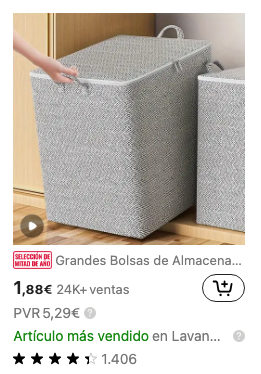 SELECCIÓN DE
MITAD DE AÑO Grandes Bolsas de Almacena...
1,88€ 24K+ ventas
PVR 5,29€ ?
Artículo más vendido en Lavan... ?
1.406